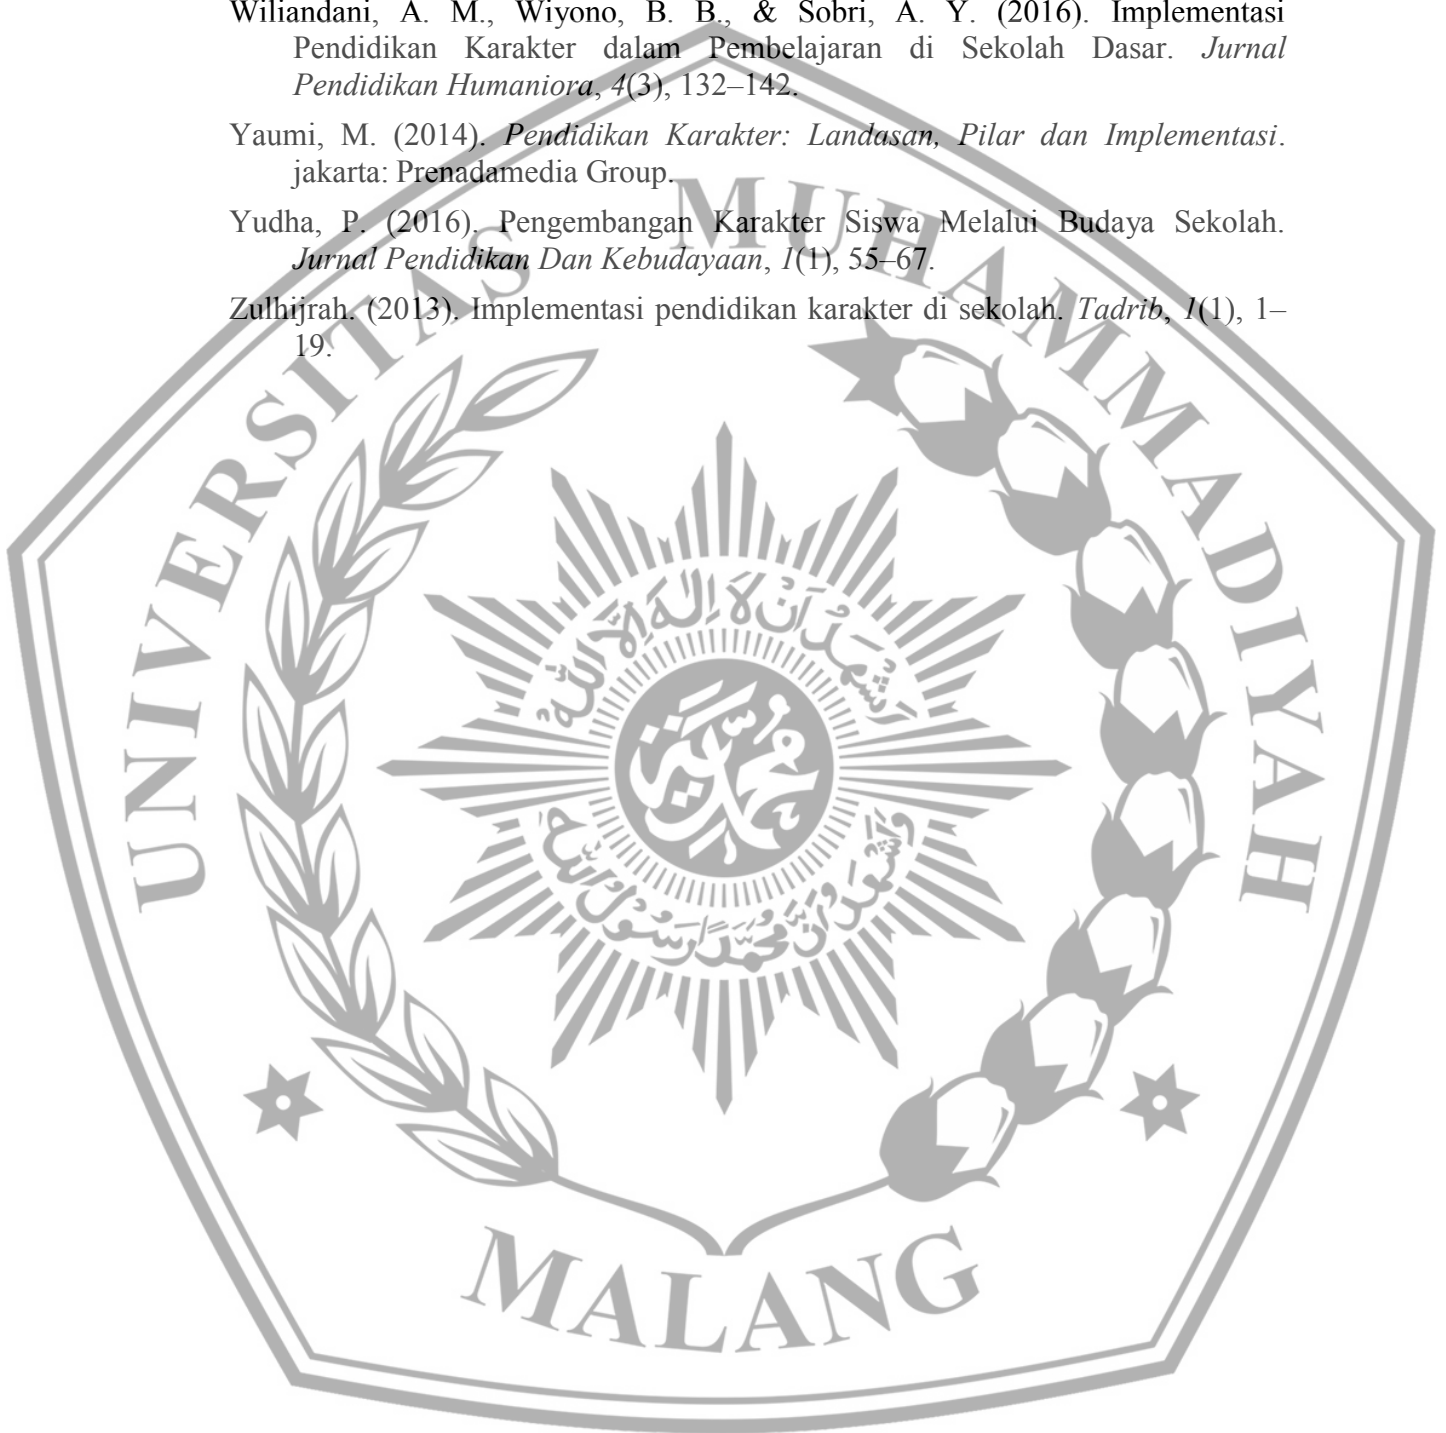 Wiliandani, A. M., Wiyono, B. B., & Sobri, A. Y. (2016). Implementasi
Pendidikan Karakter dalam Pembelajaran di Sekolah Dasar. Jurnal
Pendidikan Humaniora, 4(3), 132–142.
Yaumi, M. (2014). Pendidikan Karakter: Landasan, Pilar dan Implementasi.
jakarta: Prenadamedia Group.
Yudha, P. (2016). Pengembangan Karakter Siswa Melalui Budaya Sekolah.
Jurnal Pendidikan Dan Kebudayaan, 1(1), 55–67.
Zulhijrah. (2013). Implementasi pendidikan karakter di sekolah. Tadrib, 1(1), 1–
19.
UNIVERSITAS MUHAMMADIYAH
MALANG